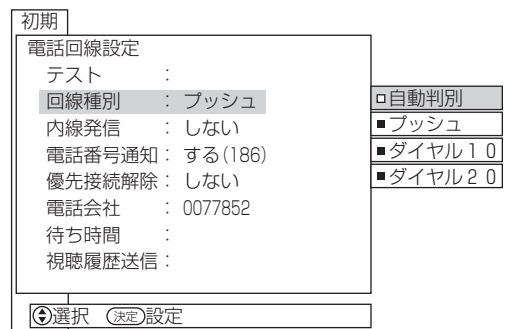 初期
電話回線設定
テスト :
回線種別 : プッシュ
内線発信 : しない
電話番号通知 : する(186)
優先接続解除 : しない
電話会社 : 0077852
待ち時間 :
視聴履歴送信 :
自動判別
プッシュ
ダイヤル10
ダイヤル20
選択 決定 設定